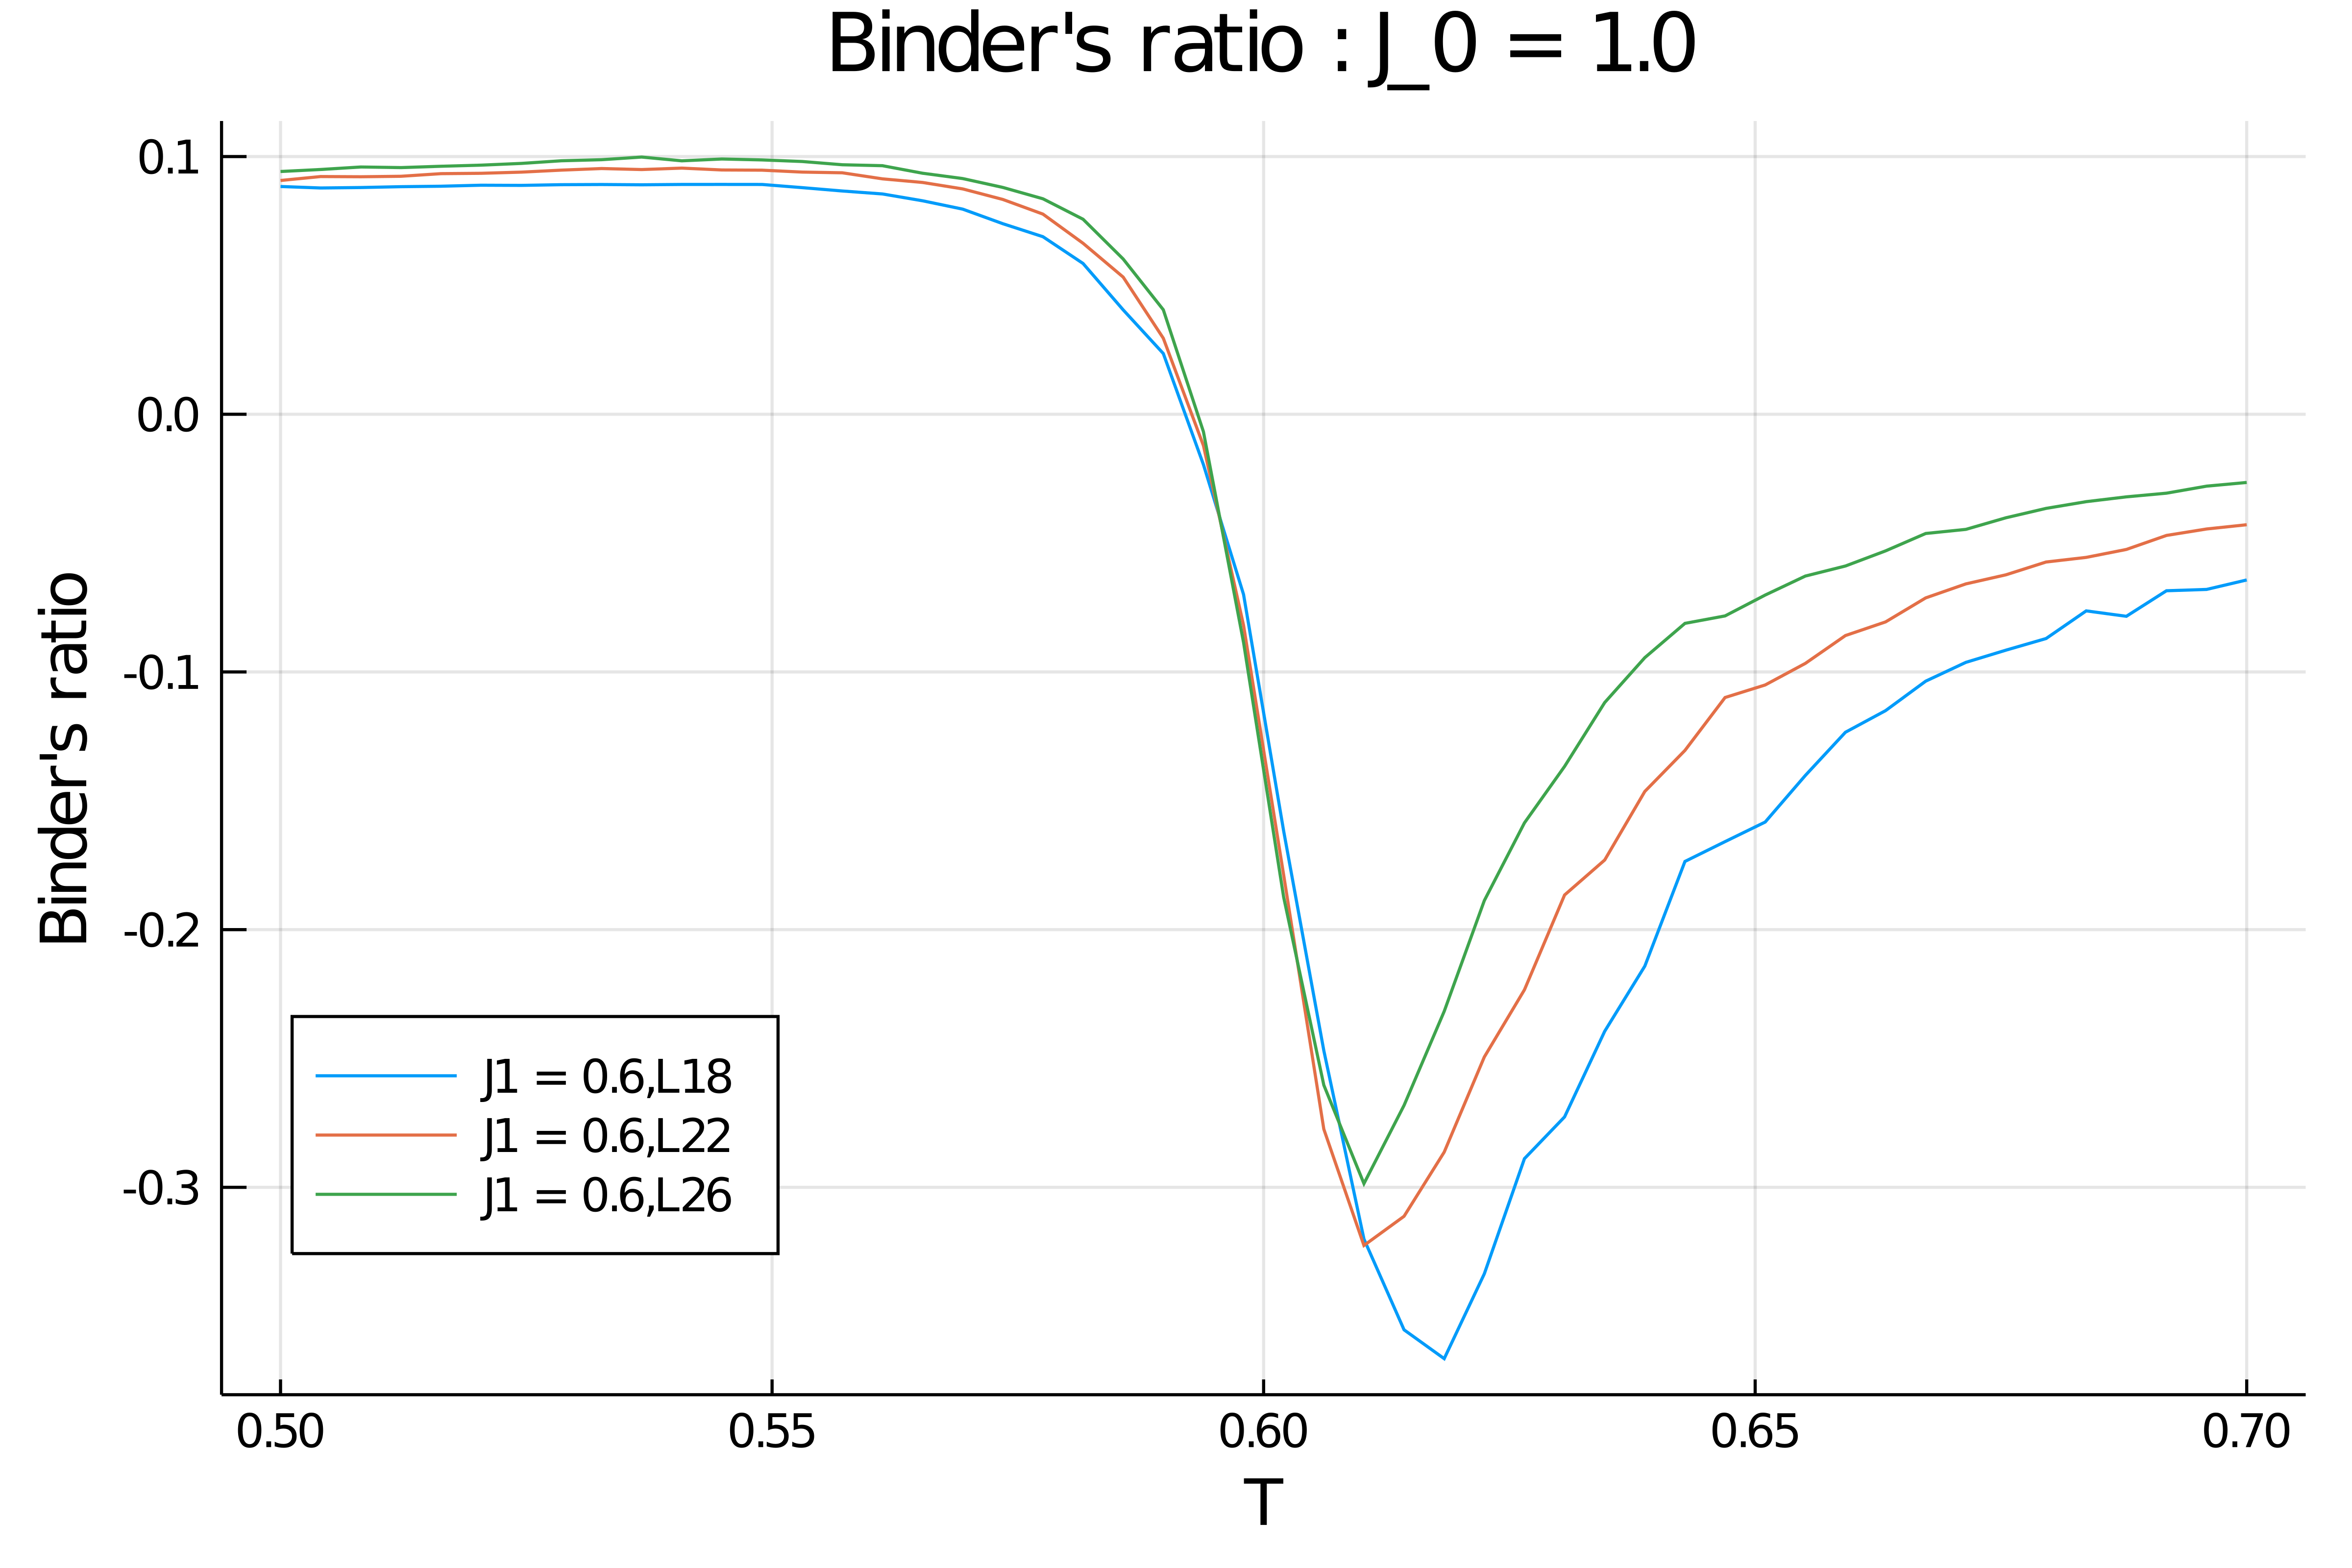 Binder's ratio : J_0 = 1.0
Binder's ratio
0.1
0.0
-0.1
-0.2
-0.3
J1 = 0.6,L18
J1 = 0.6,L22
J1 = 0.6,L26
0.50
0.55
0.60
0.65
0.70
T